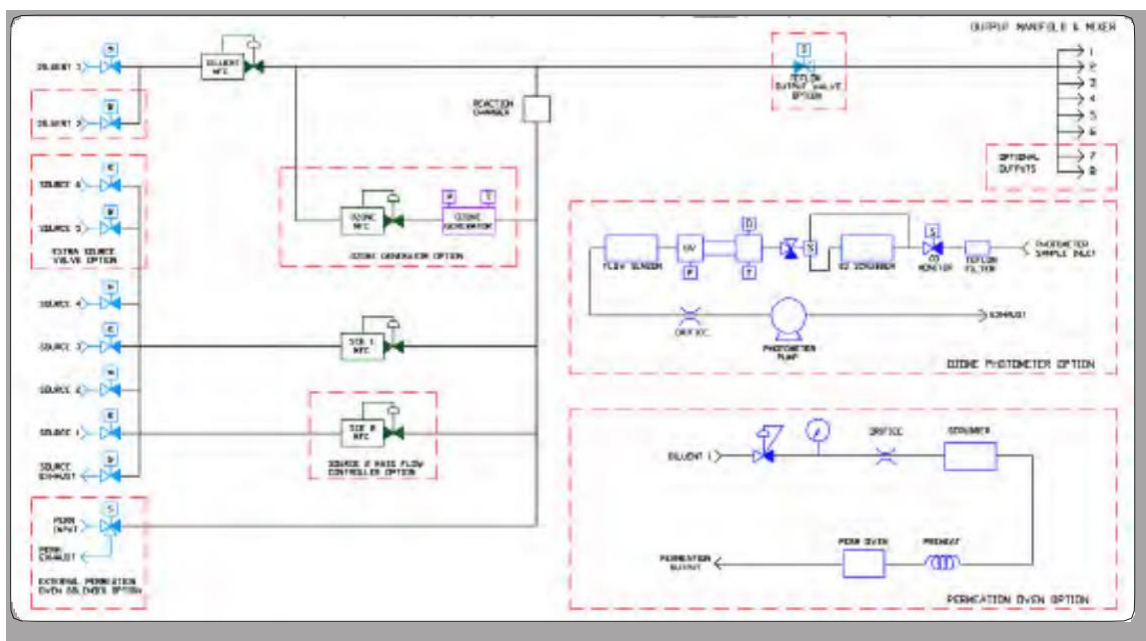 OUTPUT MANIFOLD & MIXER
DILUENT 1
DILUENT
MFC
S
TEFLON
OUTPUT VALVE
OPTION
1
2
3
4
5
6
7
8
OPTIONAL
OUTPUTS
DILUENT 2
REACTION
CHAMBER
SOURCE 6
SOURCE 5
EXTRA SOURCE
VALVE OPTION
OZONE
MFC
P
T
OZONE
GENERATOR
OZONE GENERATOR OPTION
SOURCE 4
SOURCE 3
SOURCE 2
SOURCE 1
SOURCE
EXHAUST
SCE 1
MFC
SCE 2
MFC
SOURCE 2 MASS FLOW
CONTROLLER OPTION
S
PERM
INPUT
PERM
EXHAUST
EXTERNAL PERMEATION
OVEN SOLENOID OPTION
FLOW SENSOR
UV
P
D
T
S
O3 SCRUBBER
S
O3
MONITOR
TEFLON
FILTER
PHOTOMETER
SAMPLE INLET
ORIFICE
PHOTOMETER
PUMP
EXHAUST
OZONE PHOTOMETER OPTION
DILUENT 1
ORIFICE
SCRUBBER
PERMEATION
OUTPUT
PERM OVEN
PREHEAT
PERMEATION OVEN OPTION